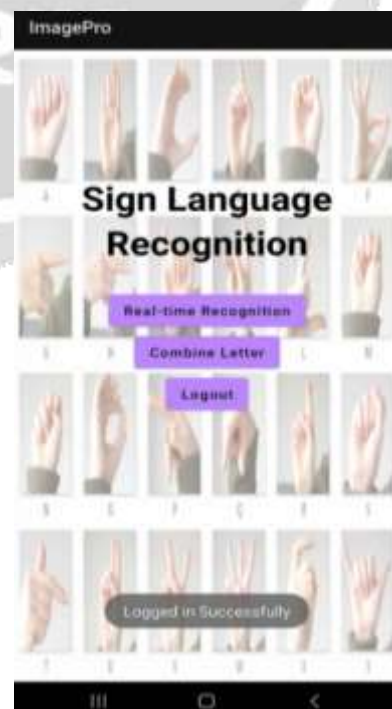 ImagePro
A
F
Sign Language
Recognition
Real-time Recognition
G
H
L
Combine Letter
Logout
N
P
Q
R
S
Logged in Successfully
T